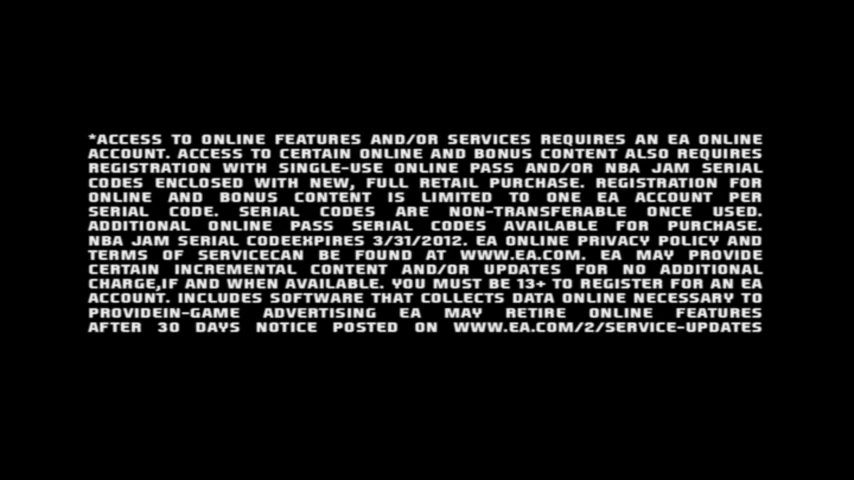 *ACCESS TO ONLINE FEATURES AND/OR SERVICES REQUIRES AN EA ONLINE
ACCOUNT. ACCESS TO CERTAIN ONLINE AND BONUS CONTENT ALSO REQUIRES
REGISTRATION WITH SINGLE-USE ONLINE PASS AND/OR NBA JAM SERIAL
CODES ENCLOSED WITH NEW, FULL RETAIL PURCHASE. REGISTRATION FOR
ONLINE AND BONUS CONTENT IS LIMITED TO ONE EA ACCOUNT PER
SERIAL CODE. SERIAL CODES ARE NON-TRANSFERABLE ONCE USED.
ADDITIONAL ONLINE PASS SERIAL CODES AVAILABLE FOR PURCHASE.
NBA JAM SERIAL CODEEXPIRES 3/31/2012. EA ONLINE PRIVACY POLICY AND
TERMS OF SERVICECAN BE FOUND AT WWW.EA.COM. EA MAY PROVIDE
CERTAIN INCREMENTAL CONTENT AND/OR UPDATES FOR NO ADDITIONAL
CHARGE,IF AND WHEN AVAILABLE. YOU MUST BE 13+ TO REGISTER FOR AN EA
ACCOUNT. INCLUDES SOFTWARE THAT COLLECTS DATA ONLINE NECESSARY TO
PROVIDEIN-GAME ADVERTISING EA MAY RETIRE ONLINE FEATURES
AFTER 30 DAYS NOTICE POSTED ON WWW.EA.COM/2/SERVICE-UPDATES